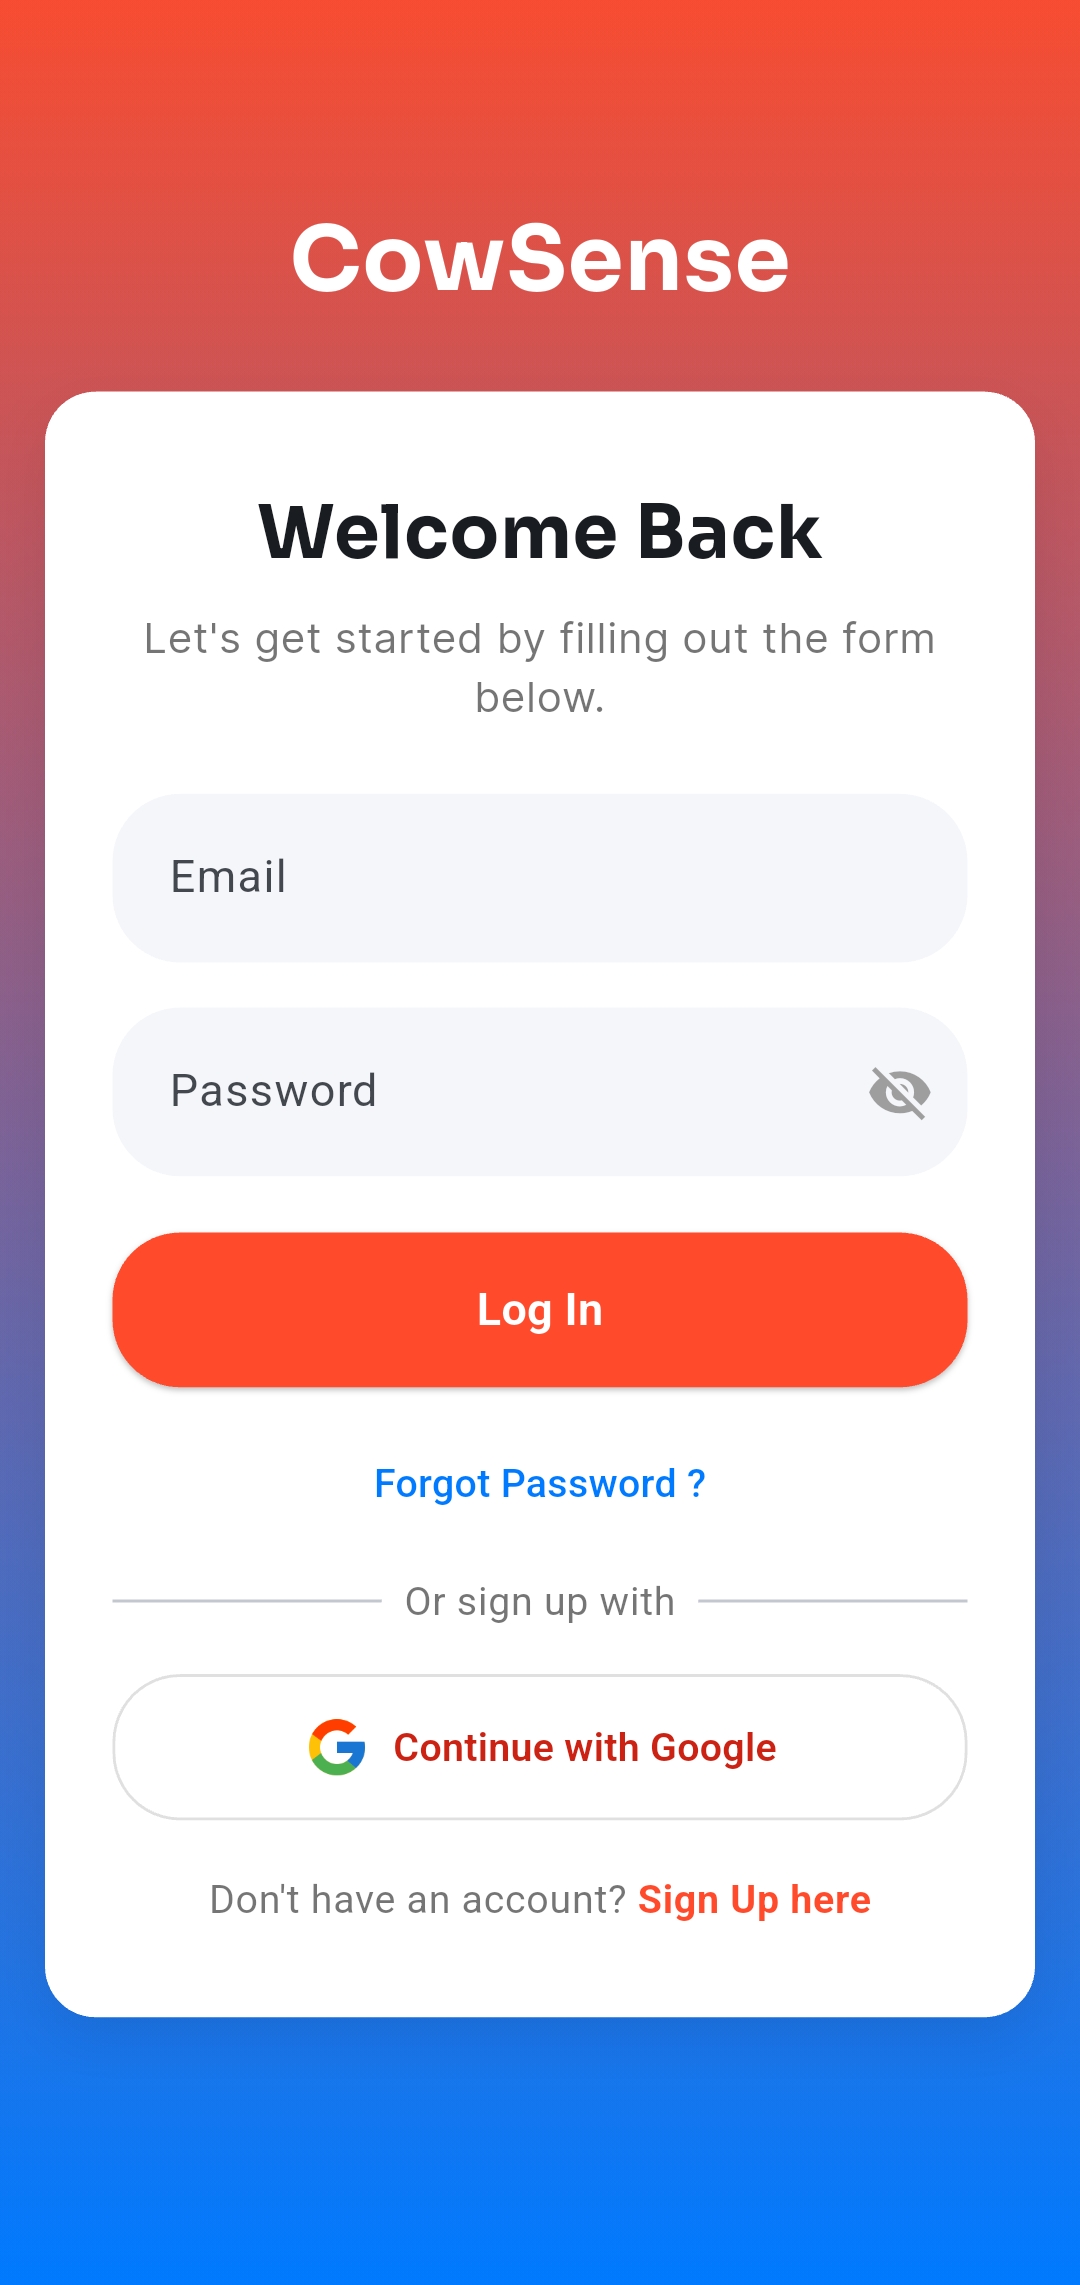 CowSense
Welcome Back
Let's get started by filling out the form
below.
Email
Password
Log In
Forgot Password ?
Or sign up with
Continue with Google
Don't have an account? Sign Up here